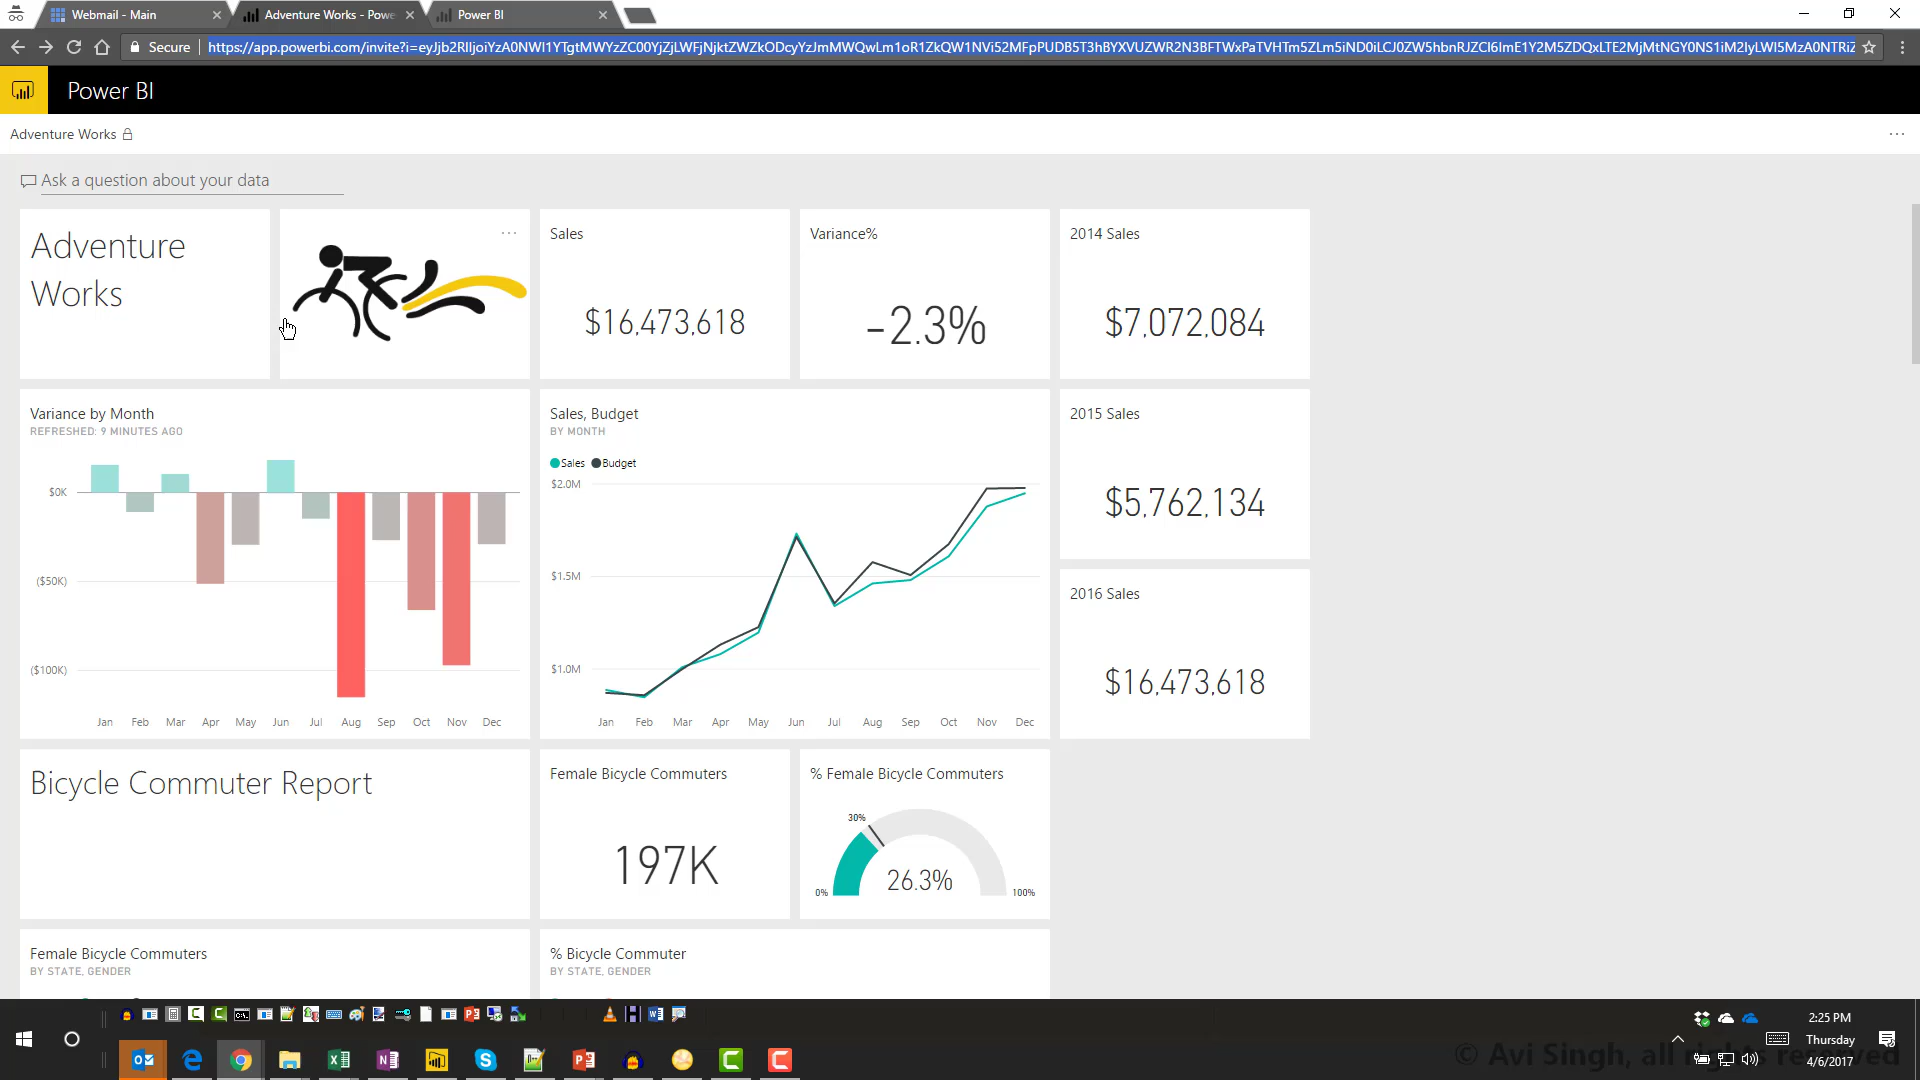 Webmail - Main
Adventure Works - Powe
Power BI
Secure
Power BI
Adventure Works
Ask a question about your data
Adventure
Works
Sales
$16,473,618
Variance%
-2.3%
2014 Sales
$7,072,084
Variance by Month
REFRESHED: 9 MINUTES AGO
$0K
($50K)
($100K)
Jan Feb Mar Apr May Jun Jul Aug Sep Oct Nov Dec
Sales, Budget
BY MONTH
Sales Budget
$2.0M
$1.5M
$1.0M
Jan Feb Mar Apr May Jun Jul Aug Sep Oct Nov Dec
2015 Sales
$5,762,134
2016 Sales
$16,473,618
Bicycle Commuter Report
Female Bicycle Commuters
197K
% Female Bicycle Commuters
30%
0%
26.3%
100%
Female Bicycle Commuters
BY STATE, GENDER
% Bicycle Commuter
BY STATE, GENDER
2:25 PM
Thursday
4/6/2017
© Avi Singh, all rights reserved